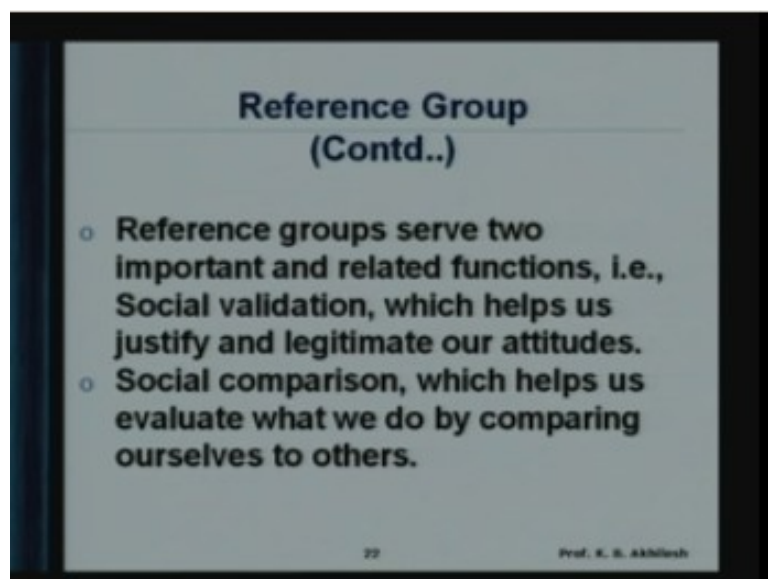 Reference Group
(Contd..)
o Reference groups serve two
important and related functions, i.e.,
Social validation, which helps us
justify and legitimate our attitudes.
o Social comparison, which helps us
evaluate what we do by comparing
ourselves to others.
22
Prof. K. B. Akhilesh